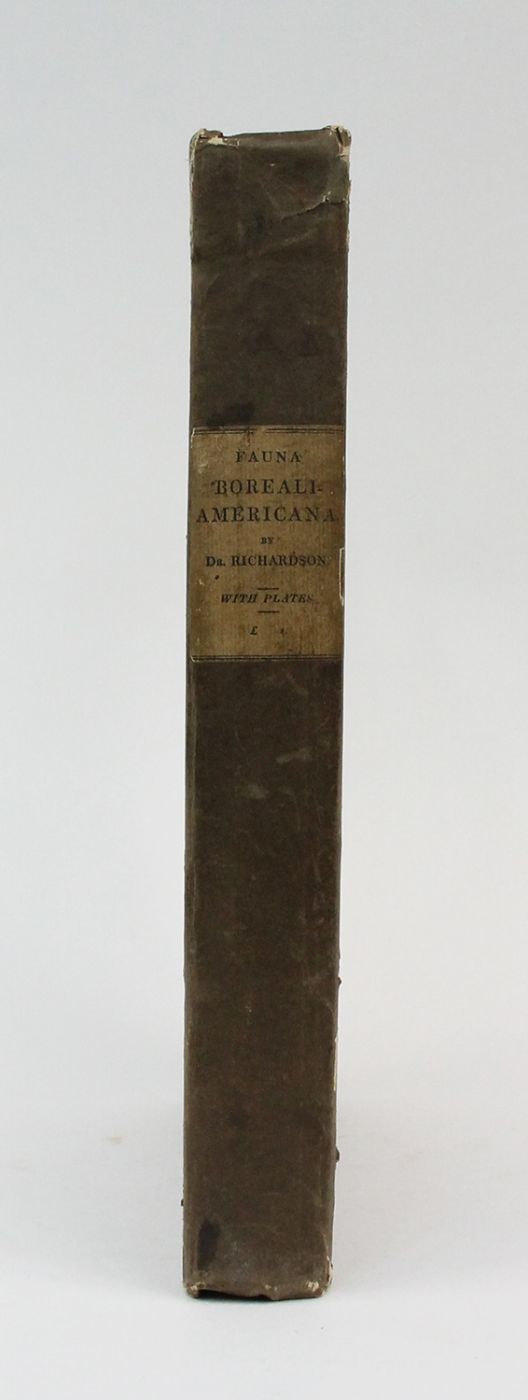 FAUNA
BOREALI-
AMERICANA
BY
DR. RICHARDSON
WITH PLATES
£ s